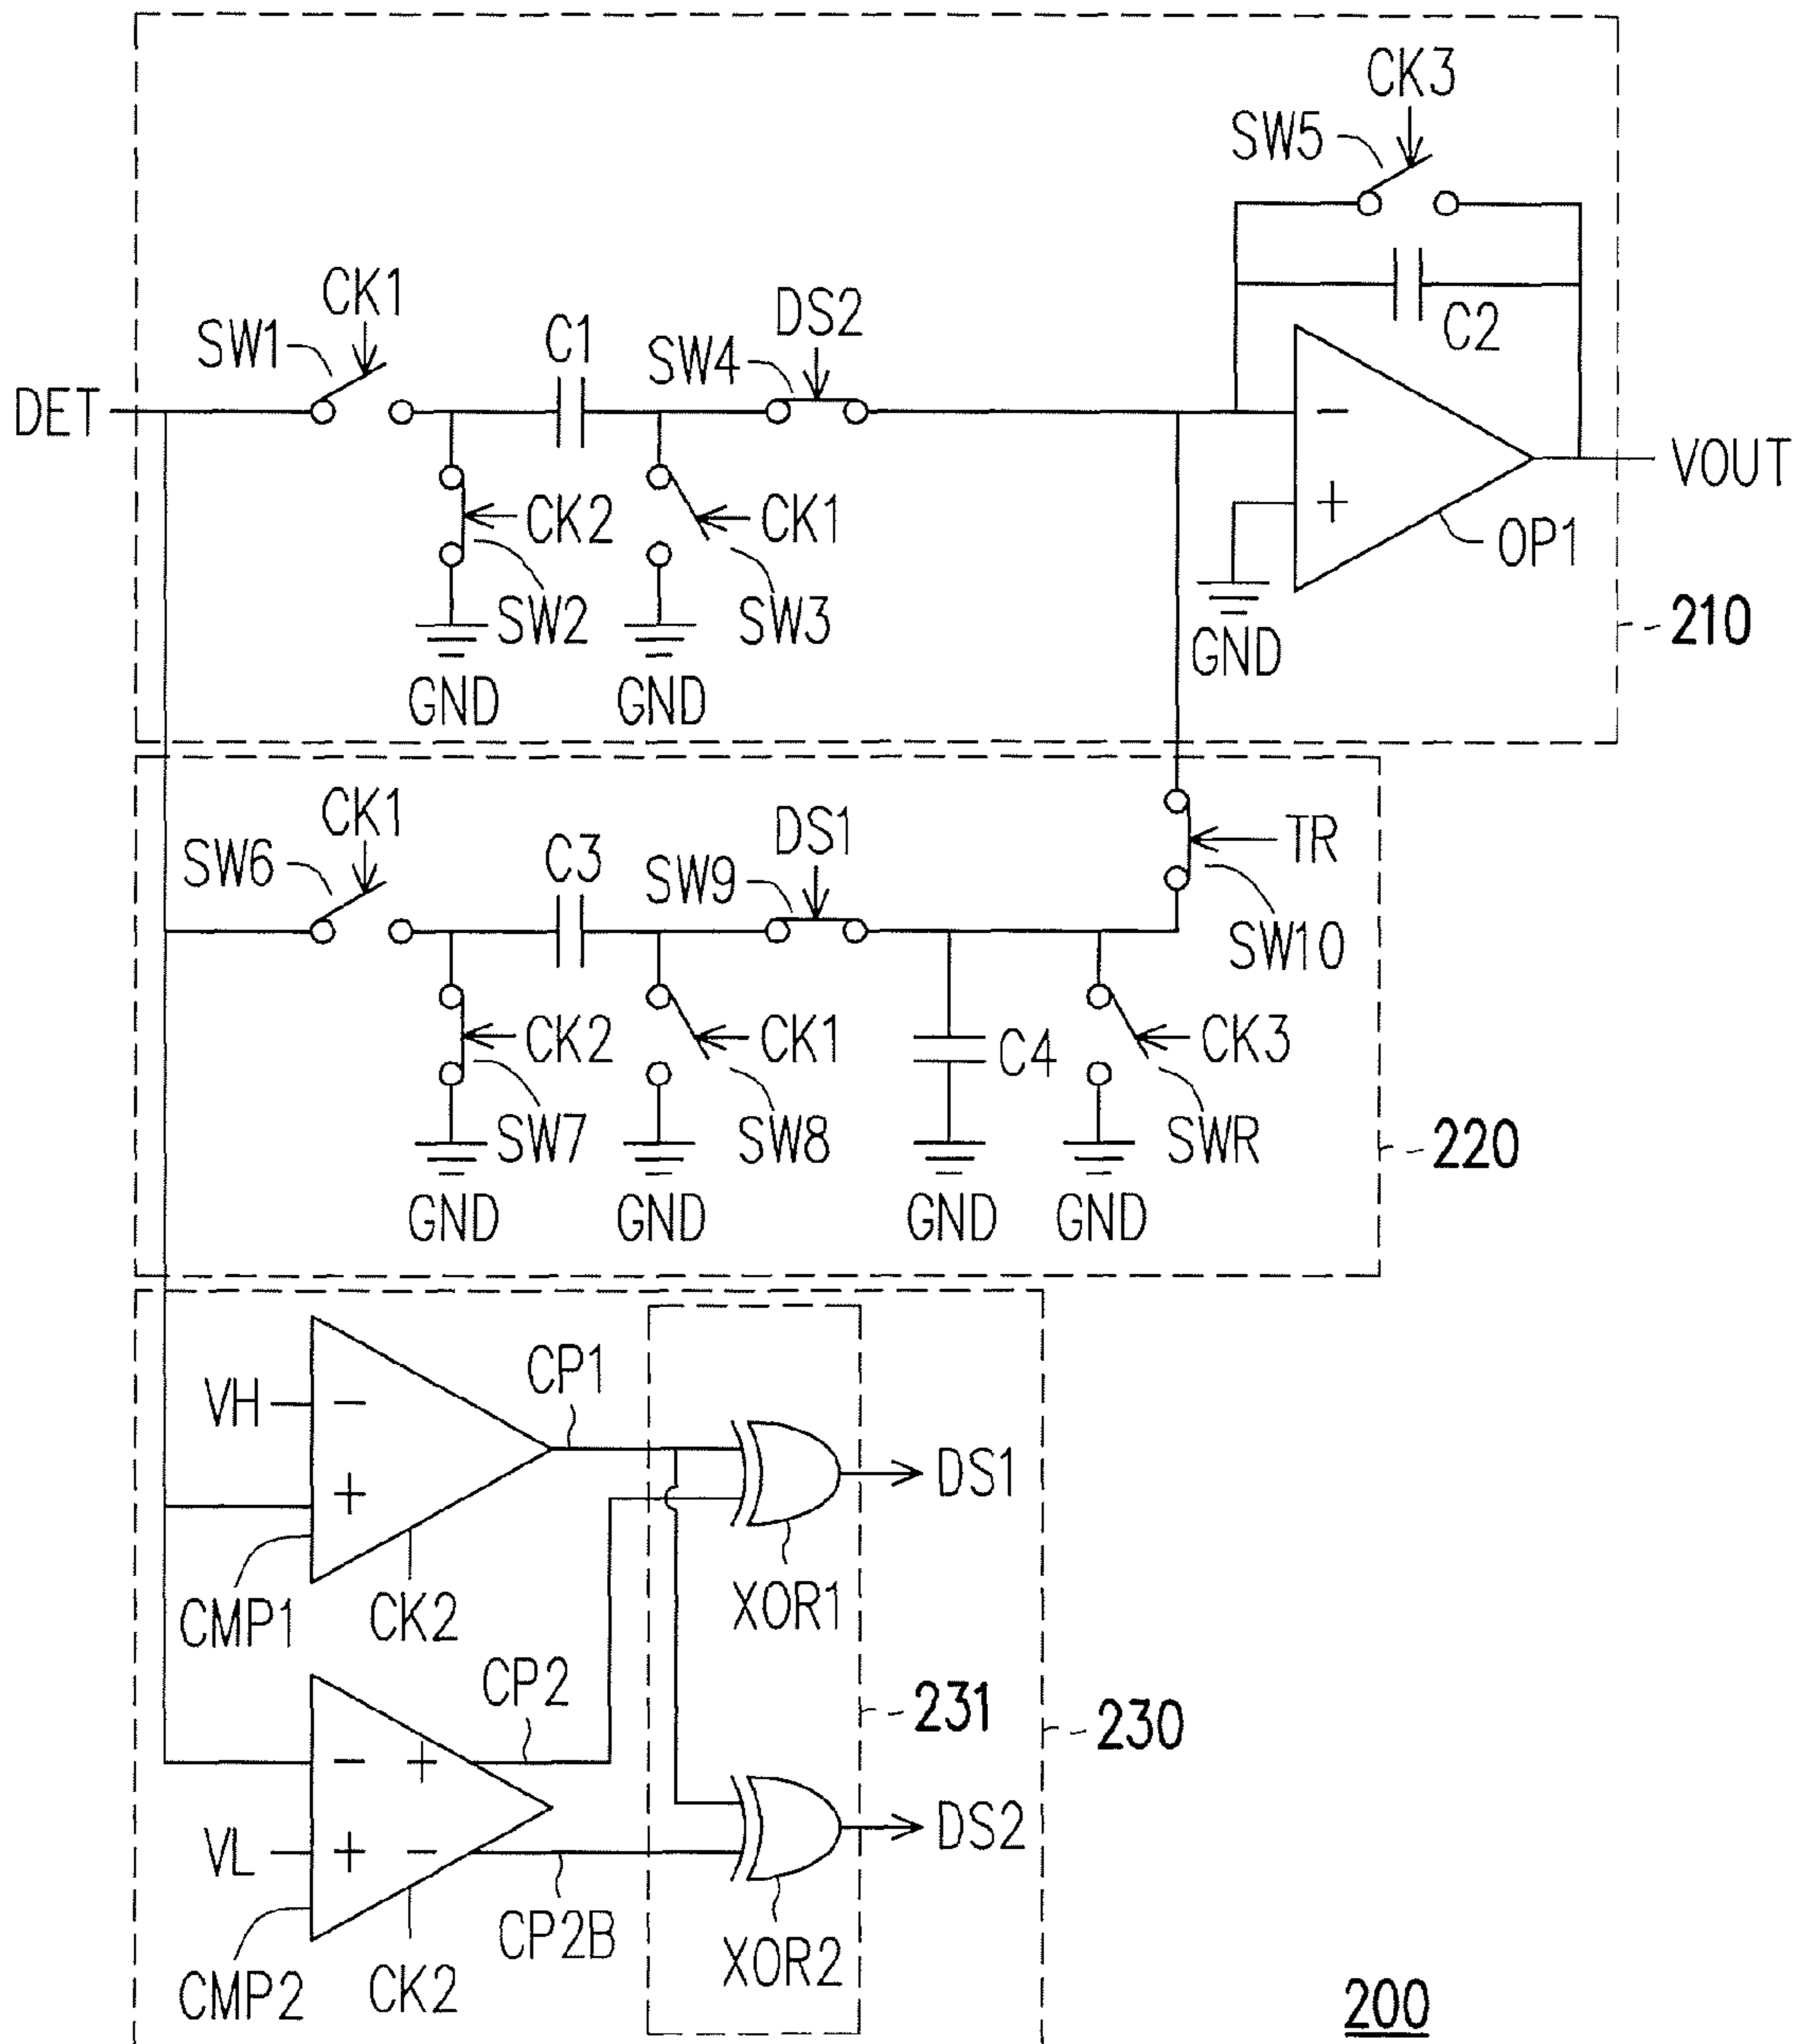 CK3
SW5
CK1
SW1
C1
DS2
SW4
C2
DET
-
+
VOUT
CK2
CK1
OP1
SW2
SW3
GND
GND
GND
210
CK1
SW6
C3
DS1
SW9
TR
SW10
CK2
CK1
C4
CK3
SW7
SW8
SWR
220
GND
GND
GND
GND
CP1
VH
-
+
DS1
CMP1
CK2
XOR1
CP2
231
230
-
+
VL
+
-
DS2
CP2B
CMP2
CK2
XOR2
200